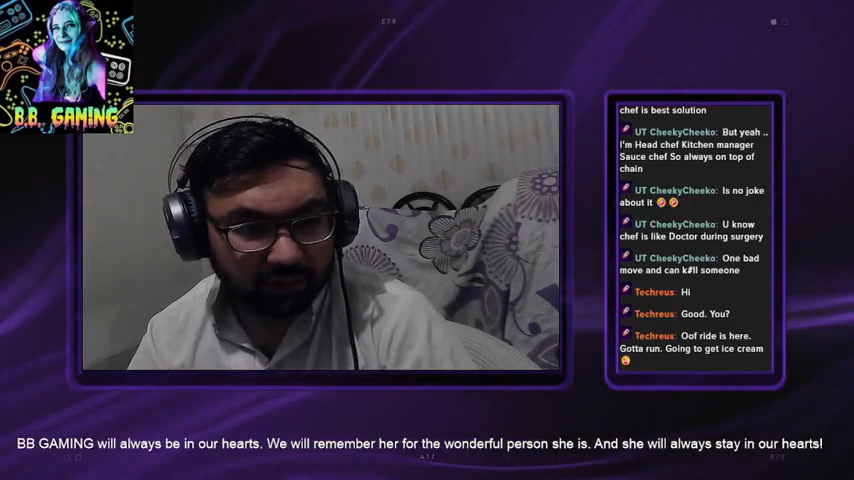 B.B. GAMING
chef is best solution
UT CheekyCheeko: But yeah ..
I'm Head chef Kitchen manager
Sauce chef So always on top of
chain
UT CheekyCheeko: Is no joke
about it 🤣 🤣
UT CheekyCheeko: U know
chef is like Doctor during surgery
UT CheekyCheeko: One bad
move and can k#ll someone
Techreus: Hi
Techreus: Good. You?
Techreus: Oof ride is here.
Gotta run. Going to get ice cream
BB GAMING will always be in our hearts. We will remember her for the wonderful person she is. And she will always stay in our hearts!